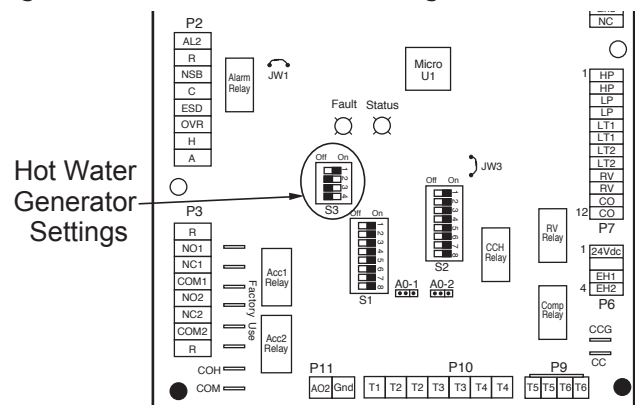 P2
AL2
R
NSB
C
ESD
OVR
H
A
Alarm
Relay
JW1
Micro
U1
Fault Status
Off On
1
2
3
4
S3
Hot Water
Generator
Settings
JW3
Off On
1
2
3
4
5
6
7
8
S1
Off On
1
2
3
4
5
6
7
8
S2
A0-1
A0-2
CCH
Relay
RV
Relay
Comp
Relay
NC
1
HP
HP
LP
LP
LT1
LT1
LT2
LT2
RV
RV
CO
12 CO
P7
1 24Vdc
EH1
4 EH2
P6
CCG
CC
P3
R
NO1
NC1
COM1
NO2
NC2
COM2
R
COH
COM
Factory Use
Acc1
Relay
Acc2
Relay
P11
AO2 Gnd
P10
T1 T2 T2 T3 T3 T4 T4
P9
T5 T5 T6 T6